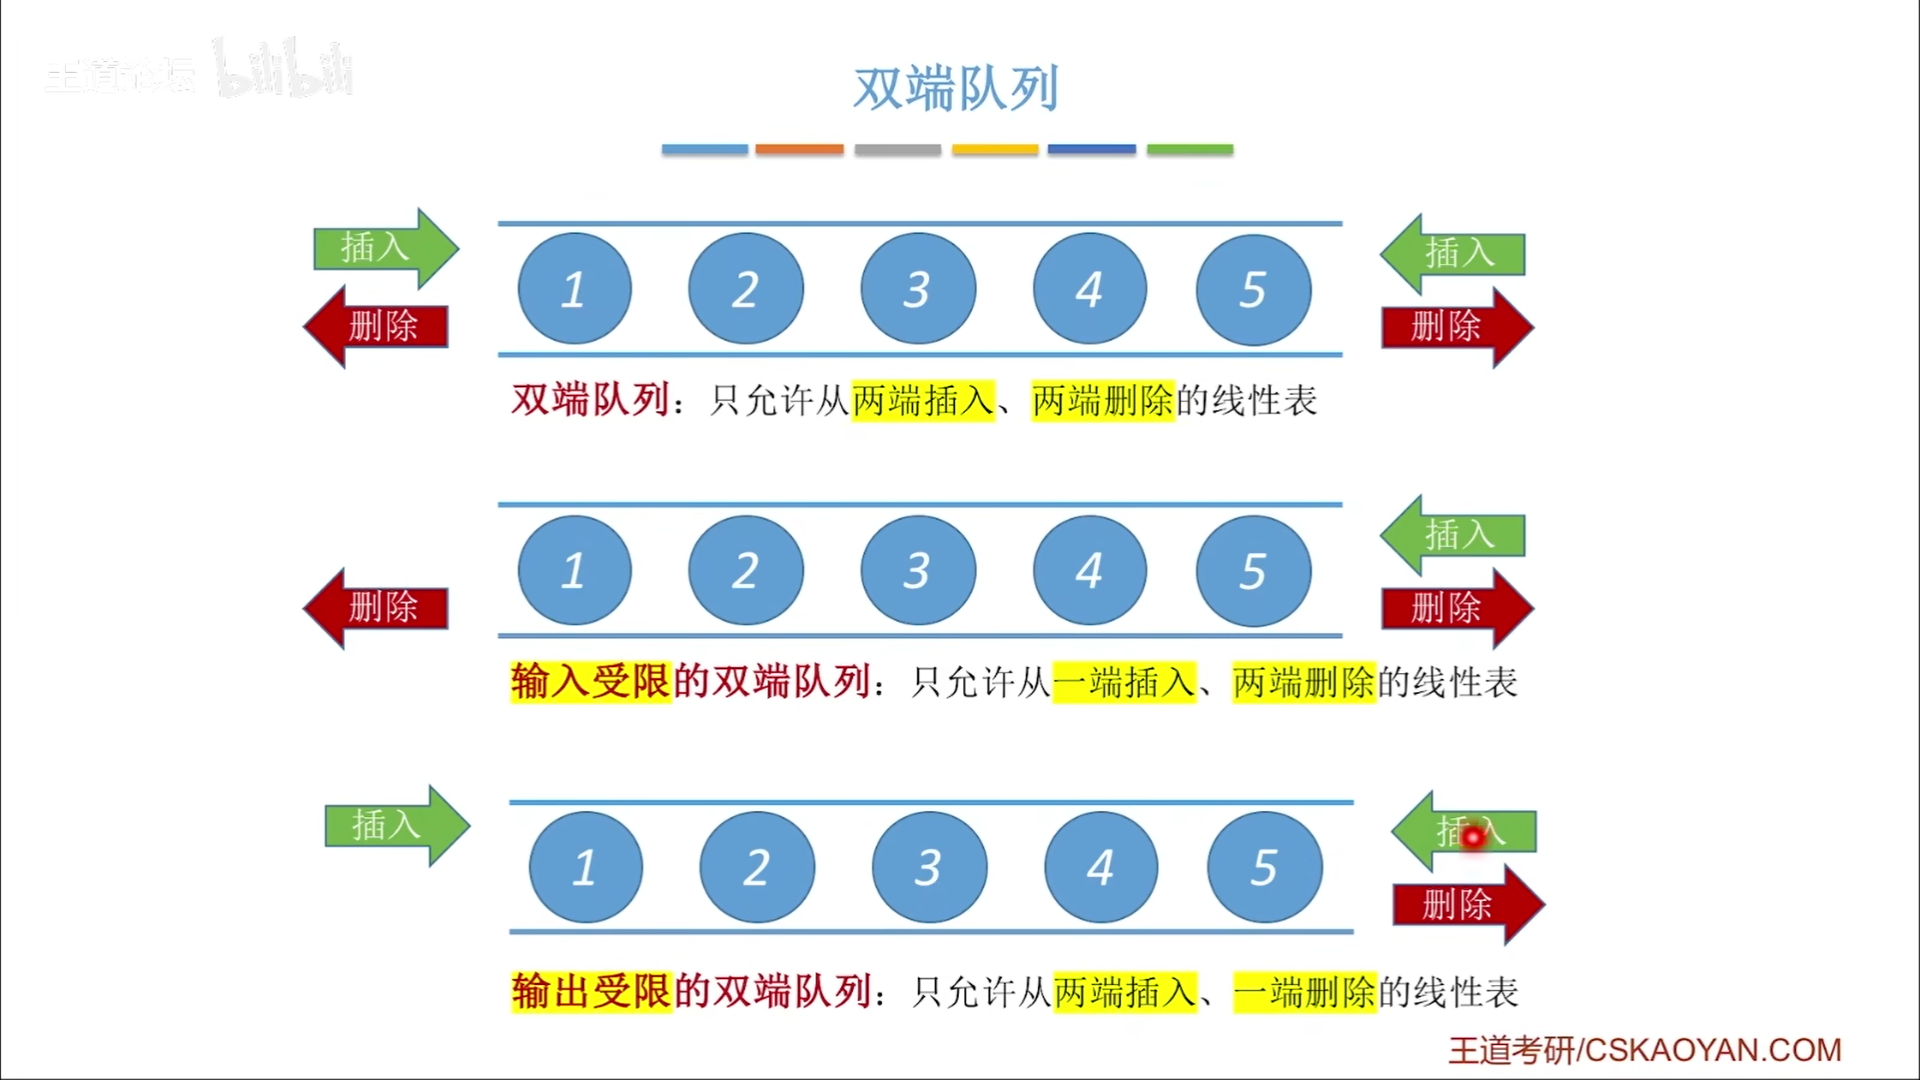 王道论坛 bilibili
双端队列
插入 1 2 3 4 5 插入
删除 删除
双端队列：只允许从两端插入、两端删除的线性表
1 2 3 4 5 插入
删除 删除
输入受限的双端队列：只允许从一端插入、两端删除的线性表
插入 1 2 3 4 5 插入
删除
输出受限的双端队列：只允许从两端插入、一端删除的线性表
王道考研/CSKAOYAN.COM